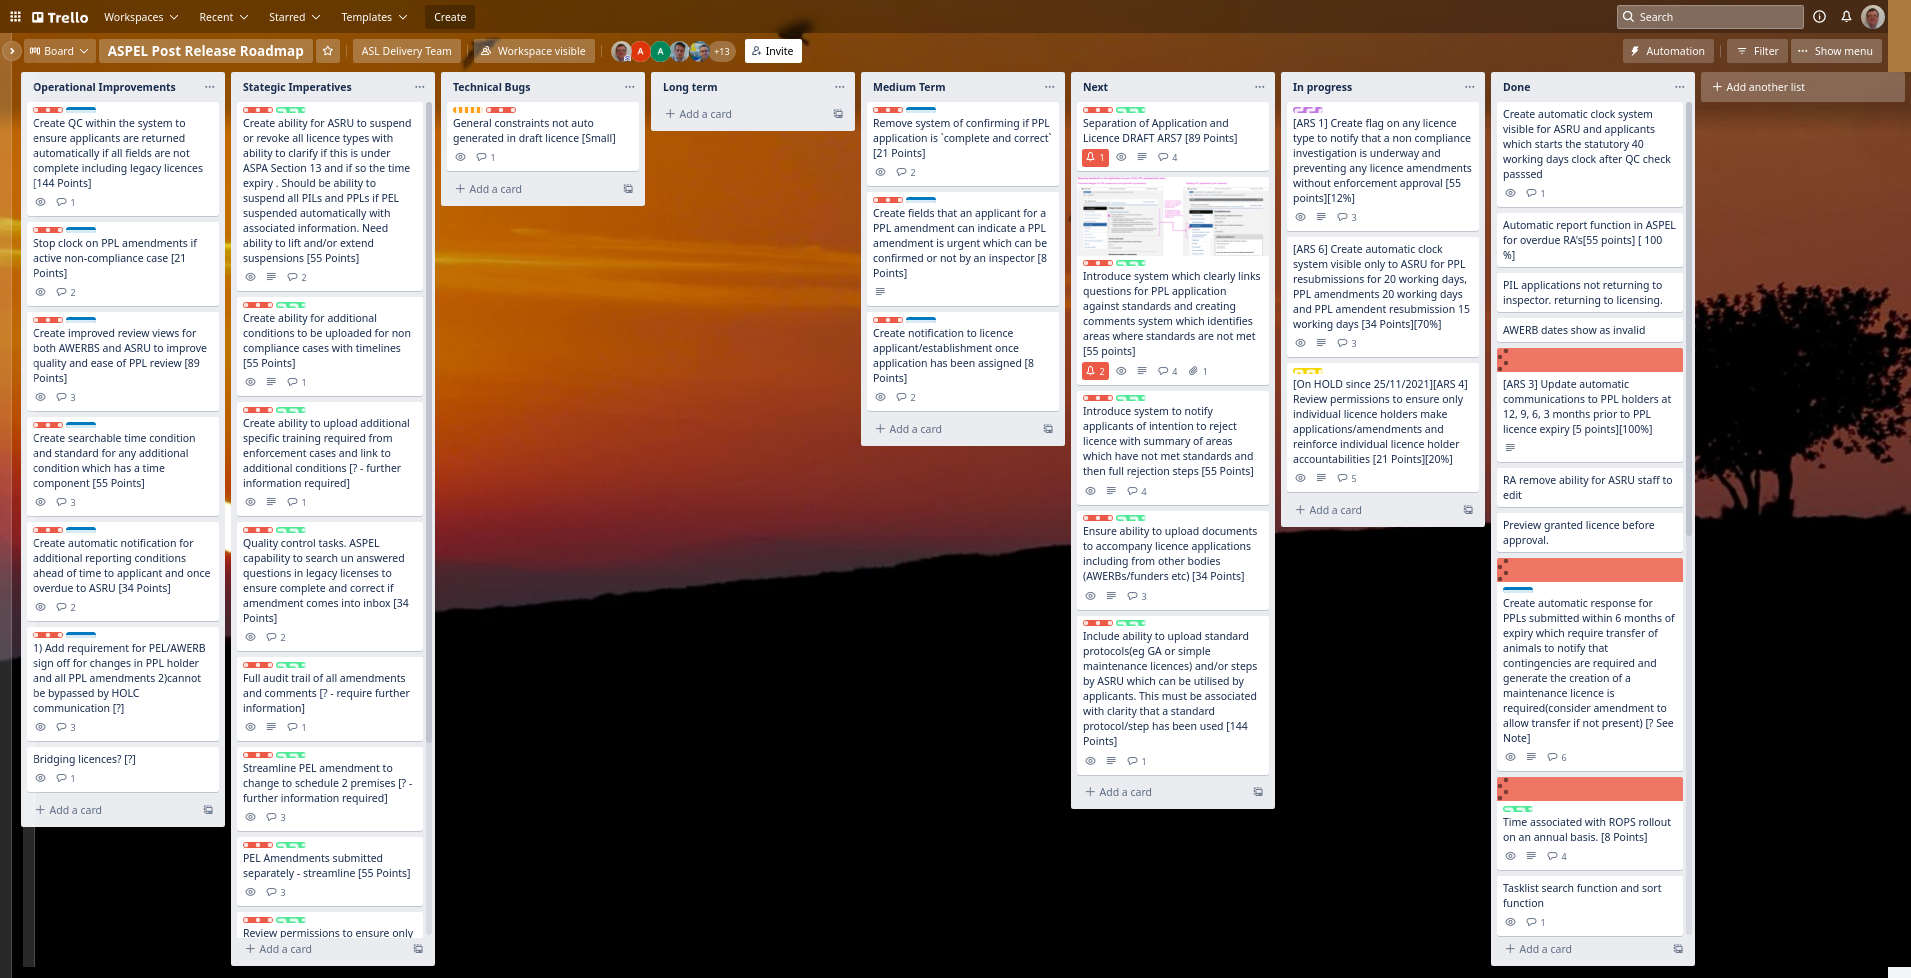 Trello
Workspaces
Recent
Starred
Templates
Create
Search
Board
ASPEL Post Release Roadmap
ASL Delivery Team
Workspace visible
A
A
+13
Invite
Automation
Filter
Show menu
Operational Improvements
Create QC within the system to
ensure applicants are returned
automatically if all fields are not
complete including legacy licences
[144 Points]
1
Stop clock on PPL amendments if
active non-compliance case [21
Points]
2
Create improved review views for
both AWERBS and ASRU to improve
quality and ease of PPL review [89
Points]
3
Create searchable time condition
and standard for any additional
condition which has a time
component [55 Points]
3
Create automatic notification for
additional reporting conditions
ahead of time to applicant and once
overdue to ASRU [34 Points]
2
1) Add requirement for PEL/AWERB
sign off for changes in PPL holder
and all PPL amendments 2)cannot
be bypassed by HOLC
communication [?]
3
Bridging licences? [?]
1
+ Add a card
Stategic Imperatives
Create ability for ASRU to suspend
or revoke all licence types with
ability to clarify if this is under
ASPA Section 13 and if so the time
expiry . Should be ability to
suspend all PILs and PPLs if PEL
suspended automatically with
associated information. Need
ability to lift and/or extend
suspensions [55 Points]
2
Create ability for additional
conditions to be uploaded for non
compliance cases with timelines
[55 Points]
1
Create ability to upload additional
specific training required from
enforcement cases and link to
additional conditions [? - further
information required]
1
Quality control tasks. ASPEL
capability to search un answered
questions in legacy licenses to
ensure complete and correct if
amendment comes into inbox [34
Points]
2
Full audit trail of all amendments
and comments [? - require further
information]
1
Streamline PEL amendment to
change to schedule 2 premises [? -
further information required]
3
PEL Amendments submitted
separately - streamline [55 Points]
3
Review permissions to ensure only
+ Add a card
Technical Bugs
General constraints not auto
generated in draft licence [Small]
1
+ Add a card
Long term
+ Add a card
Medium Term
Remove system of confirming if PPL
application is `complete and correct`
[21 Points]
2
Create fields that an applicant for a
PPL amendment can indicate a PPL
amendment is urgent which can be
confirmed or not by an inspector [8
Points]
Create notification to licence
applicant/establishment once
application has been assigned [8
Points]
2
+ Add a card
Next
Separation of Application and
Licence DRAFT ARS7 [89 Points]
1
4
Introduce system which clearly links
questions for PPL application
against standards and creating
comments system which identifies
areas where standards are not met
[55 points]
2
4
1
Introduce system to notify
applicants of intention to reject
licence with summary of areas
which have not met standards and
then full rejection steps [55 Points]
4
Ensure ability to upload documents
to accompany licence applications
including from other bodies
(AWERBs/funders etc) [34 Points]
3
Include ability to upload standard
protocols(eg GA or simple
maintenance licences) and/or steps
by ASRU which can be utilised by
applicants. This must be associated
with clarity that a standard
protocol/step has been used [144
Points]
1
+ Add a card
In progress
[ARS 1] Create flag on any licence
type to notify that a non compliance
investigation is underway and
preventing any licence amendments
without enforcement approval [55
points][12%]
3
[ARS 6] Create automatic clock
system visible only to ASRU for PPL
resubmissions for 20 working days,
PPL amendments 20 working days
and PPL amendent resubmission 15
working days [34 Points][70%]
3
[On HOLD since 25/11/2021][ARS 4]
Review permissions to ensure only
individual licence holders make
applications/amendments and
reinforce individual licence holder
accountabilities [21 Points][20%]
5
+ Add a card
Done
Create automatic clock system
visible for ASRU and applicants
which starts the statutory 40
working days clock after QC check
passsed
1
Automatic report function in ASPEL
for overdue RA's[55 points] [ 100
%]
PIL applications not returning to
inspector. returning to licensing.
AWERB dates show as invalid
[ARS 3] Update automatic
communications to PPL holders at
12, 9, 6, 3 months prior to PPL
licence expiry [5 points][100%]
RA remove ability for ASRU staff to
edit
Preview granted licence before
approval.
Create automatic response for
PPLs submitted within 6 months of
expiry which require transfer of
animals to notify that
contingencies are required and
generate the creation of a
maintenance licence is
required(consider amendment to
allow transfer if not present) [? See
Note]
6
Time associated with ROPS rollout
on an annual basis. [8 Points]
4
Tasklist search function and sort
function
1
+ Add a card
+ Add another list